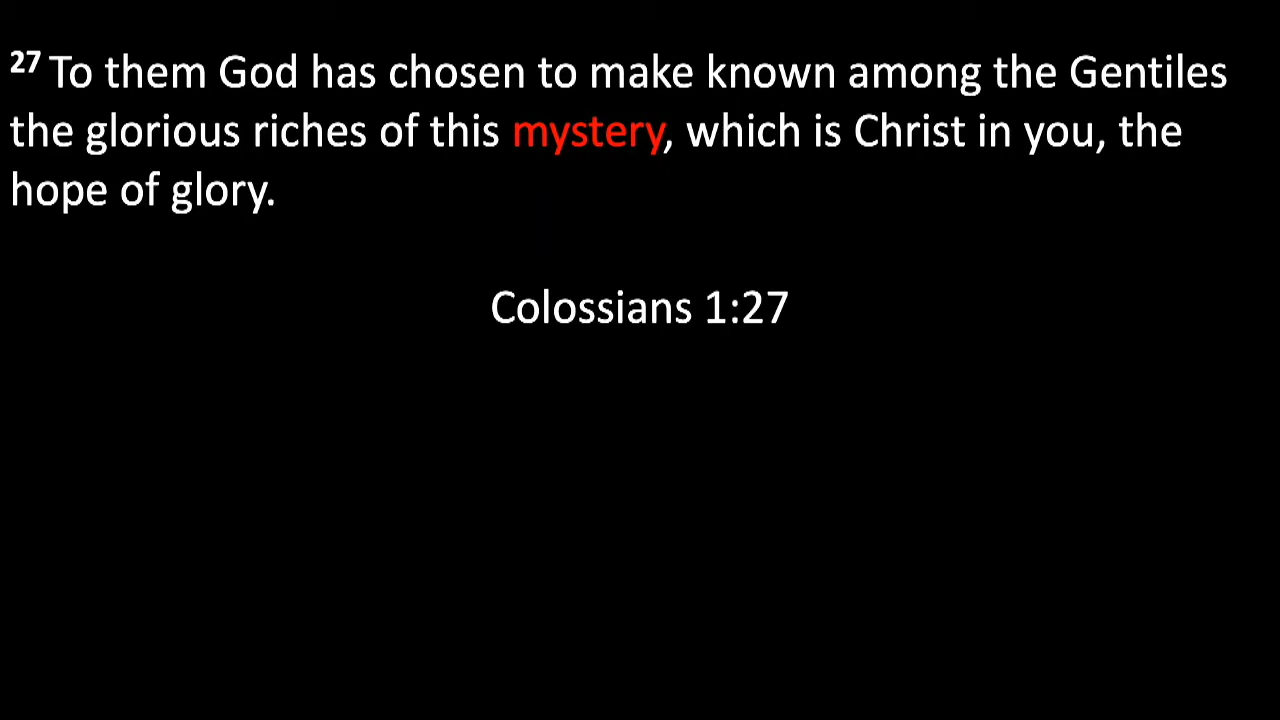 27 To them God has chosen to make known among the Gentiles
the glorious riches of this mystery, which is Christ in you, the
hope of glory.
Colossians 1:27